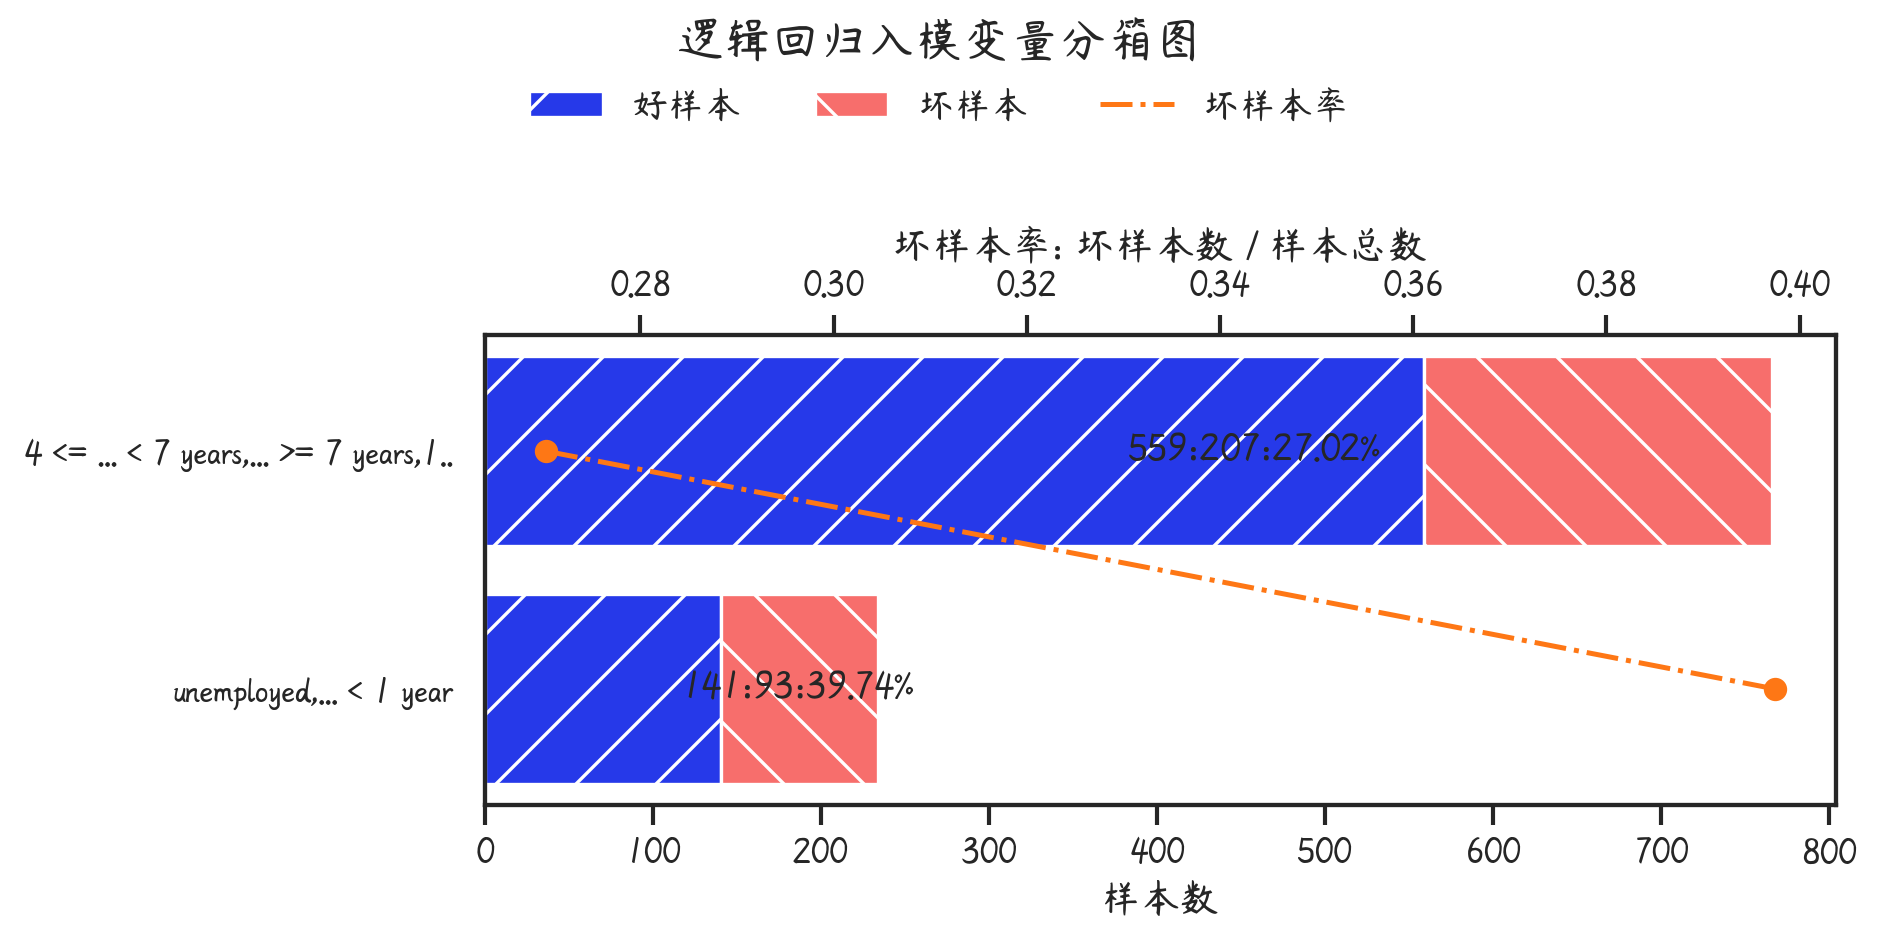 逻辑回归入模变量分箱图
好样本 坏样本 坏样本率
坏样本率: 坏样本数 / 样本总数
0.28 0.30 0.32 0.34 0.36 0.38 0.40
4 <= ... < 7 years,... >= 7 years,1..
559:207:27.02%
unemployed,... < 1 year
141:93:39.74%
0 100 200 300 400 500 600 700 800
样本数